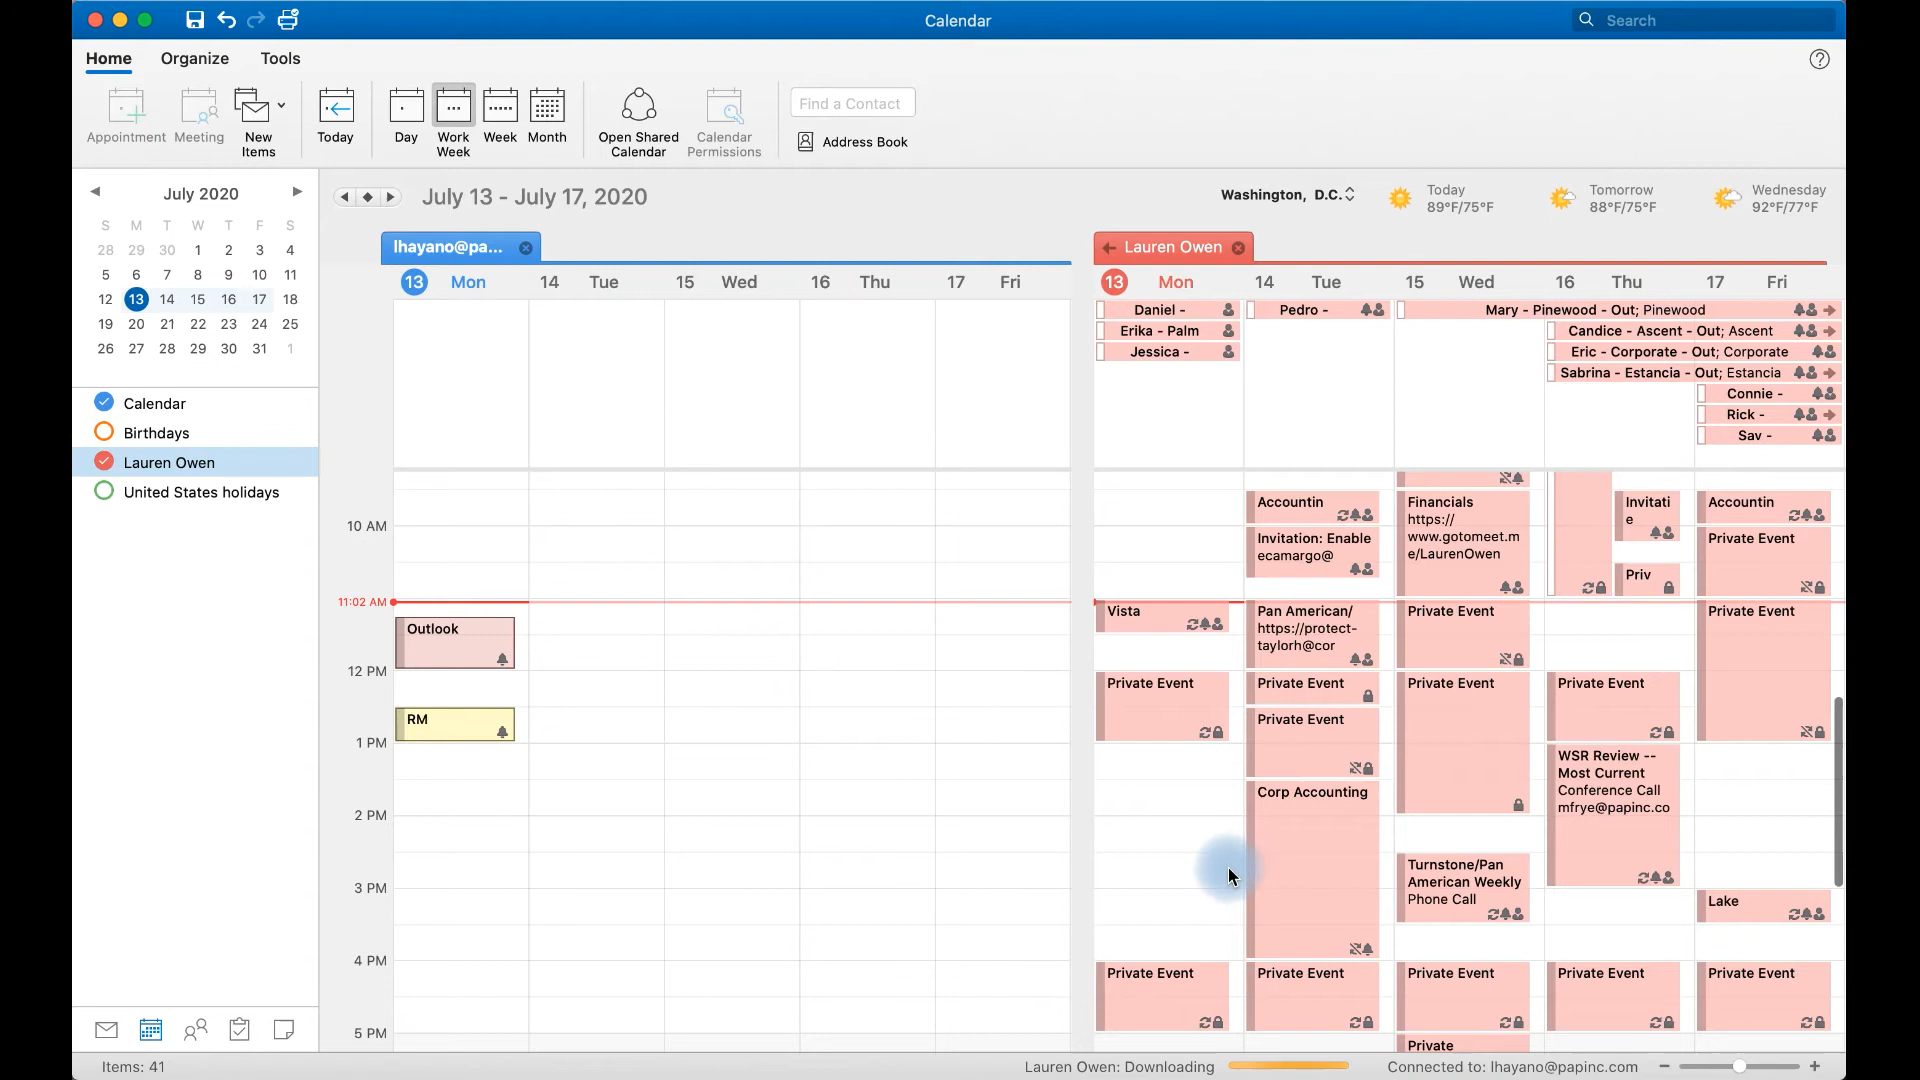 Calendar
Search
Home Organize Tools
Appointment
Meeting
New
Items
Today
Day
Work
Week
Week
Month
Open Shared
Calendar
Calendar
Permissions
Find a Contact
Address Book
July 2020
S M T W T F S
28 29 30 1 2 3 4
5 6 7 8 9 10 11
12 13 14 15 16 17 18
19 20 21 22 23 24 25
26 27 28 29 30 31 1
Calendar
Birthdays
Lauren Owen
United States holidays
July 13 - July 17, 2020
Washington, D.C.
Today
89°F/75°F
Tomorrow
88°F/75°F
Wednesday
92°F/77°F
lhayano@pa...
13 Mon 14 Tue 15 Wed 16 Thu 17 Fri
10 AM
11:02 AM
12 PM
1 PM
2 PM
3 PM
4 PM
5 PM
Outlook
RM
Lauren Owen
13 Mon 14 Tue 15 Wed 16 Thu 17 Fri
Daniel -
Erika - Palm
Jessica -
Pedro -
Mary - Pinewood - Out; Pinewood
Candice - Ascent - Out; Ascent
Eric - Corporate - Out; Corporate
Sabrina - Estancia - Out; Estancia
Connie -
Rick -
Sav -
Vista
Private Event
Private Event
Accountin
Invitation: Enable
ecamargo@
Pan American/
https://protect-
taylorh@cor
Private Event
Private Event
Corp Accounting
Private Event
Financials
https://
www.gotomeet.m
e/LaurenOwen
Private Event
Private Event
Turnstone/Pan
American Weekly
Phone Call
Private Event
Private
Invitati
e
Priv
Private Event
WSR Review --
Most Current
Conference Call
mfrye@papinc.co
Private Event
Accountin
Private Event
Private Event
Lake
Private Event
Items: 41
Lauren Owen: Downloading
Connected to: lhayano@papinc.com